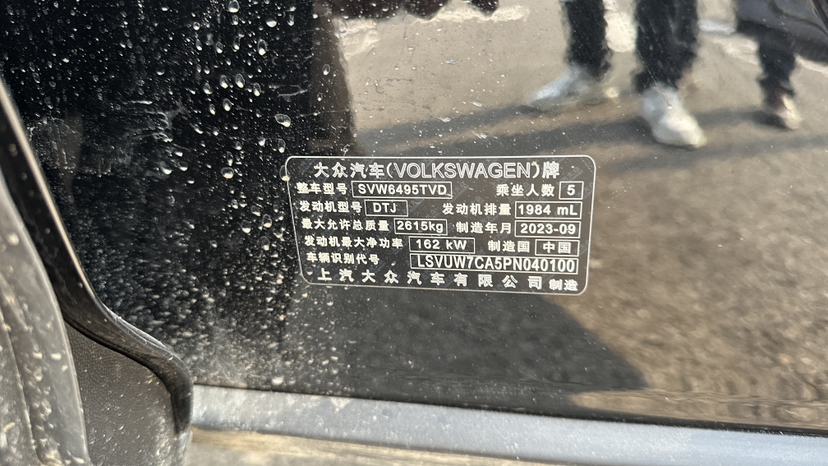 大众汽车(VOLKSWAGEN)牌
整车型号 SVW6495TVD 乘坐人数 5
发动机型号 DTJ 发动机排量 1984 mL
最大允许总质量 2615kg 制造年月 2023-09
发动机最大净功率 162 kW 制造国 中国
车辆识别代号 LSVUW7CA5PN040100
上汽大众汽车有限公司 制造